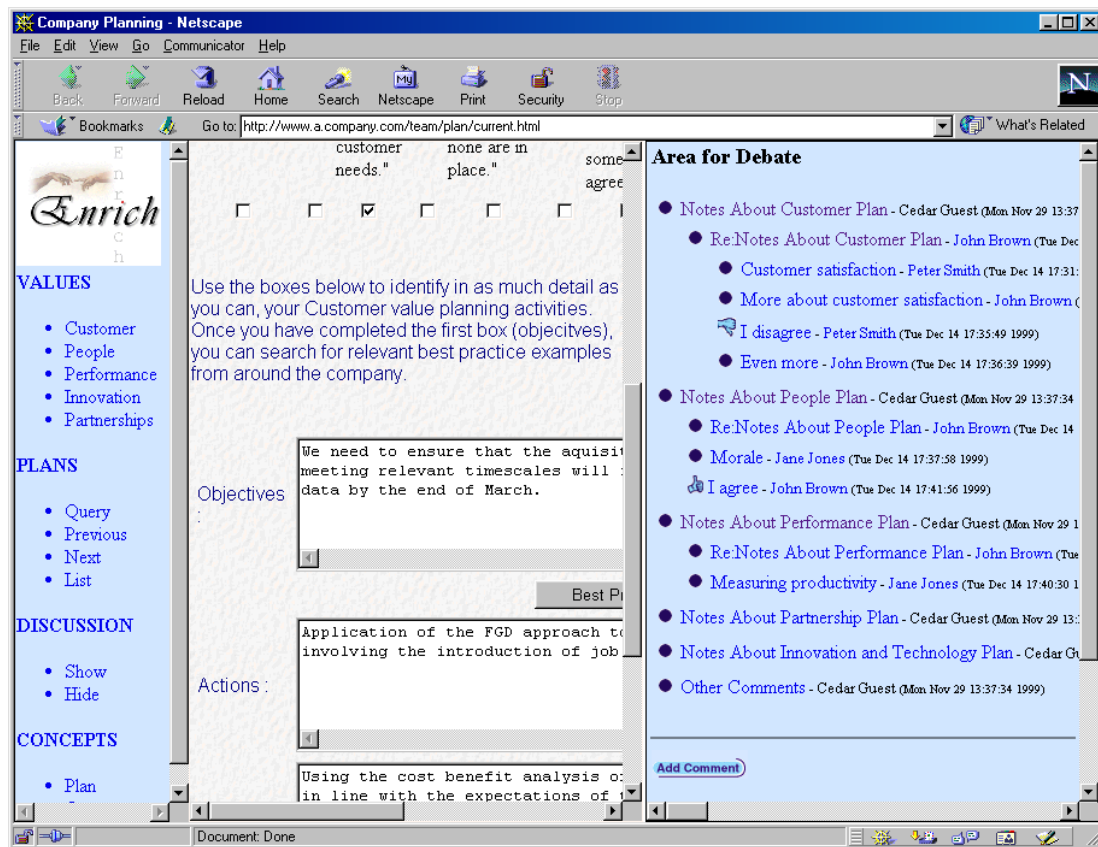 Company Planning - Netscape
File Edit View Go Communicator Help
Back Forward Reload Home Search Netscape Print Security Stop
My
N
Bookmarks Go to: http://www.a.company.com/team/plan/current.html What's Related
Enrich
Enrich
VALUES
Customer
People
Performance
Innovation
Partnerships
PLANS
Query
Previous
Next
List
DISCUSSION
Show
Hide
CONCEPTS
Plan
customer none are in
needs." place." some
agree
Use the boxes below to identify in as much detail as
you can, your Customer value planning activities.
Once you have completed the first box (objecitves),
you can search for relevant best practice examples
from around the company.
Objectives
:
We need to ensure that the aquisit
meeting relevant timescales will
data by the end of March.
Best Pr
Actions :
Application of the FGD approach to
involving the introduction of job
Using the cost benefit analysis o
in line with the expectations of
Area for Debate
Notes About Customer Plan - Cedar Guest (Mon Nov 29 13:37
Re:Notes About Customer Plan - John Brown (Tue Dec
Customer satisfaction - Peter Smith (Tue Dec 14 17:31:
More about customer satisfaction - John Brown (
I disagree - Peter Smith (Tue Dec 14 17:35:49 1999)
Even more - John Brown (Tue Dec 14 17:36:39 1999)
Notes About People Plan - Cedar Guest (Mon Nov 29 13:37:34
Re:Notes About People Plan - John Brown (Tue Dec 14
Morale - Jane Jones (Tue Dec 14 17:37:58 1999)
I agree - John Brown (Tue Dec 14 17:41:56 1999)
Notes About Performance Plan - Cedar Guest (Mon Nov 29 1
Re:Notes About Performance Plan - John Brown (Tue
Measuring productivity - Jane Jones (Tue Dec 14 17:40:30 1
Notes About Partnership Plan - Cedar Guest (Mon Nov 29 13:
Notes About Innovation and Technology Plan - Cedar Gu
Other Comments - Cedar Guest (Mon Nov 29 13:37:34 1999)
Add Comment
Document: Done